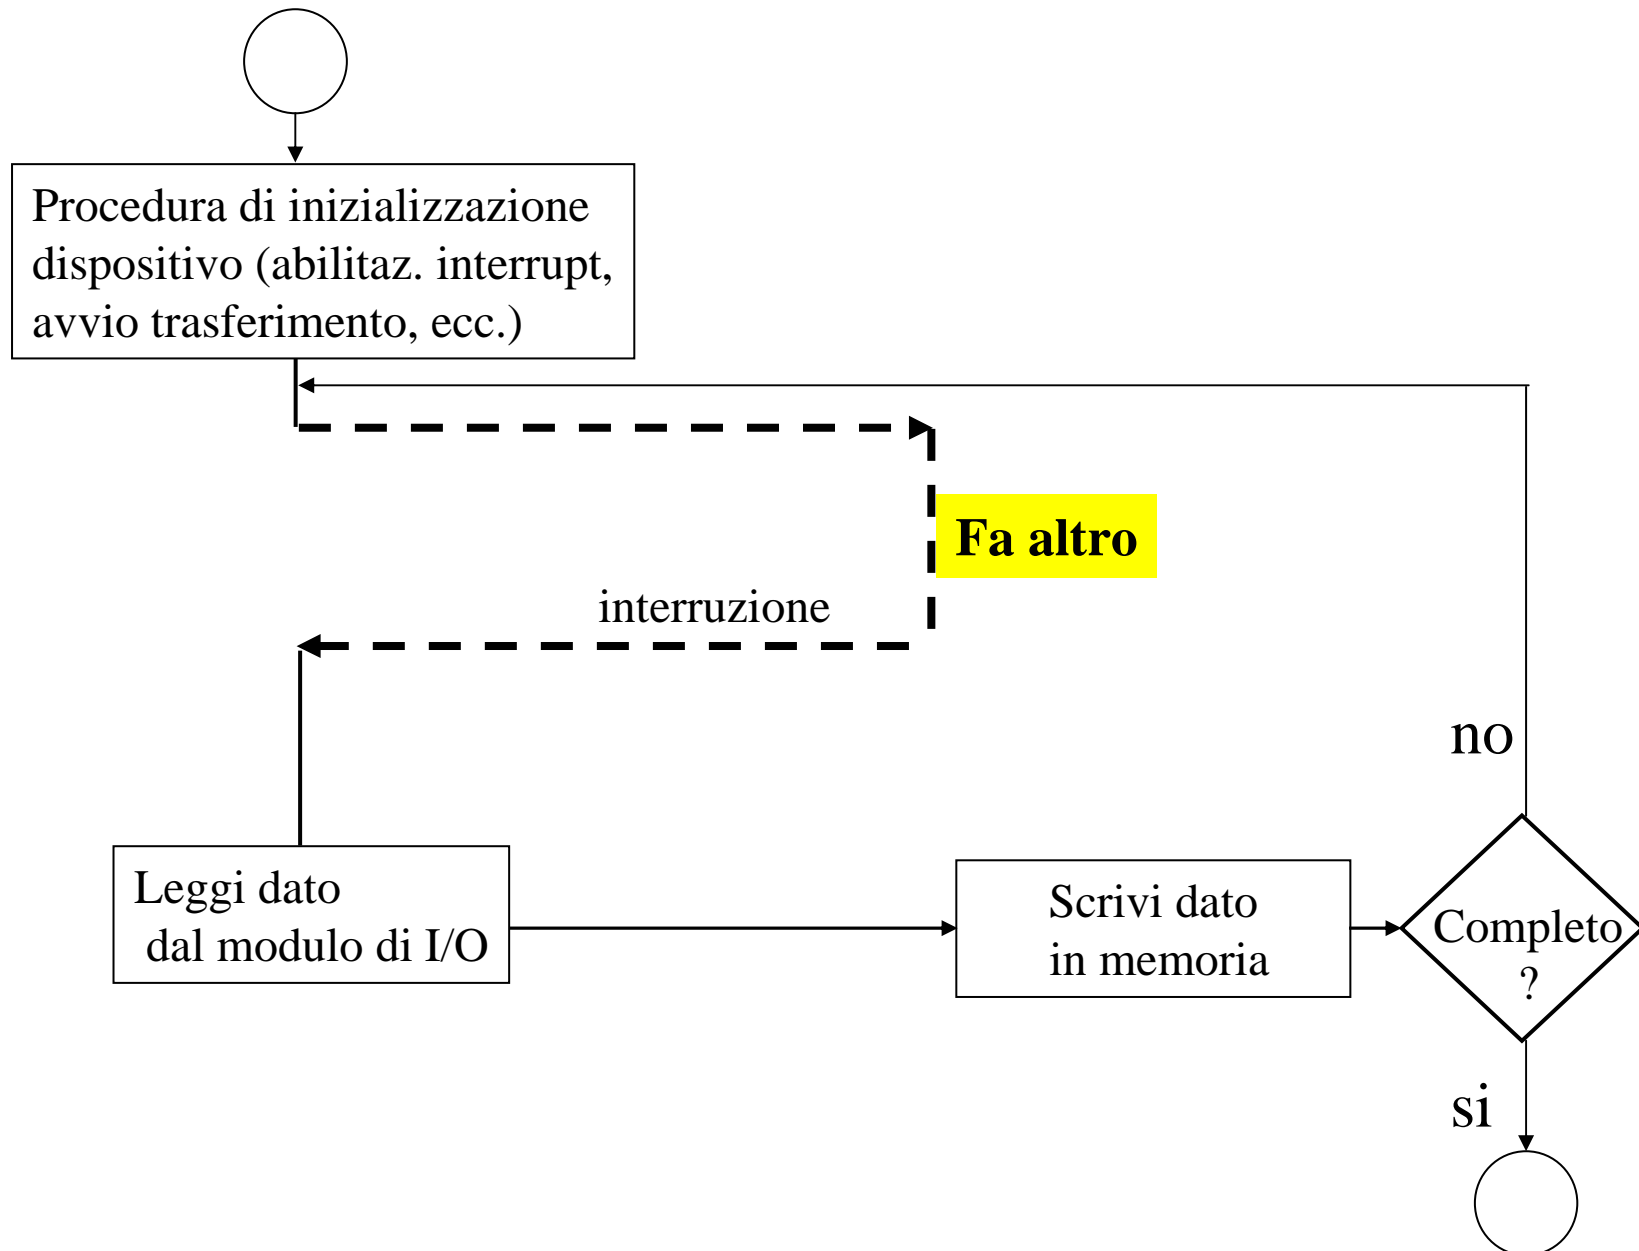 Procedura di inizializzazione
dispositivo (abilitaz. interrupt,
avvio trasferimento, ecc.)
Fa altro
interruzione
no
Leggi dato
dal modulo di I/O
Scrivi dato
in memoria
Completo
?
si